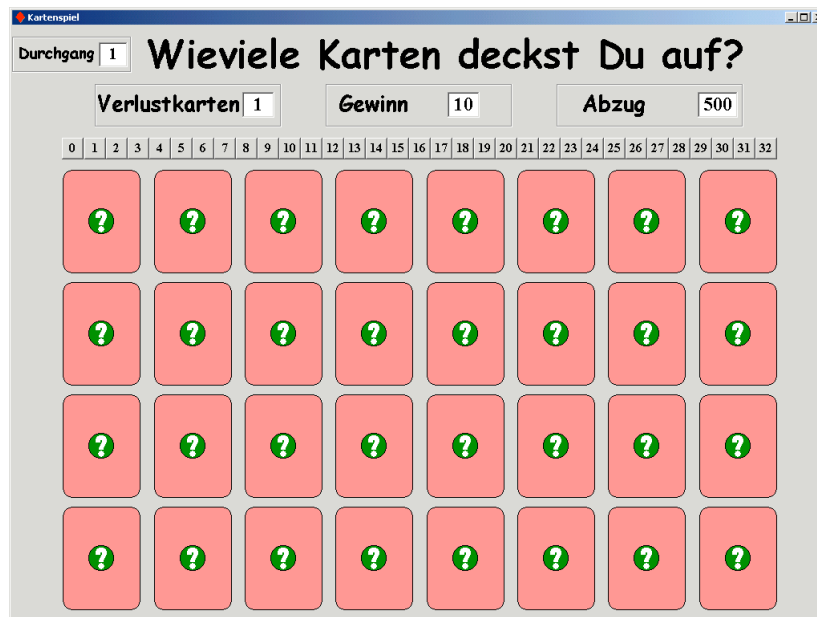 Kartenspiel
Durchgang 1 Wieviele Karten deckst Du auf?
Verlustkarten 1 Gewinn 10 Abzug 500
0 1 2 3 4 5 6 7 8 9 10 11 12 13 14 15 16 17 18 19 20 21 22 23 24 25 26 27 28 29 30 31 32
? ? ? ? ? ? ? ?
? ? ? ? ? ? ? ?
? ? ? ? ? ? ? ?
? ? ? ? ? ? ? ?